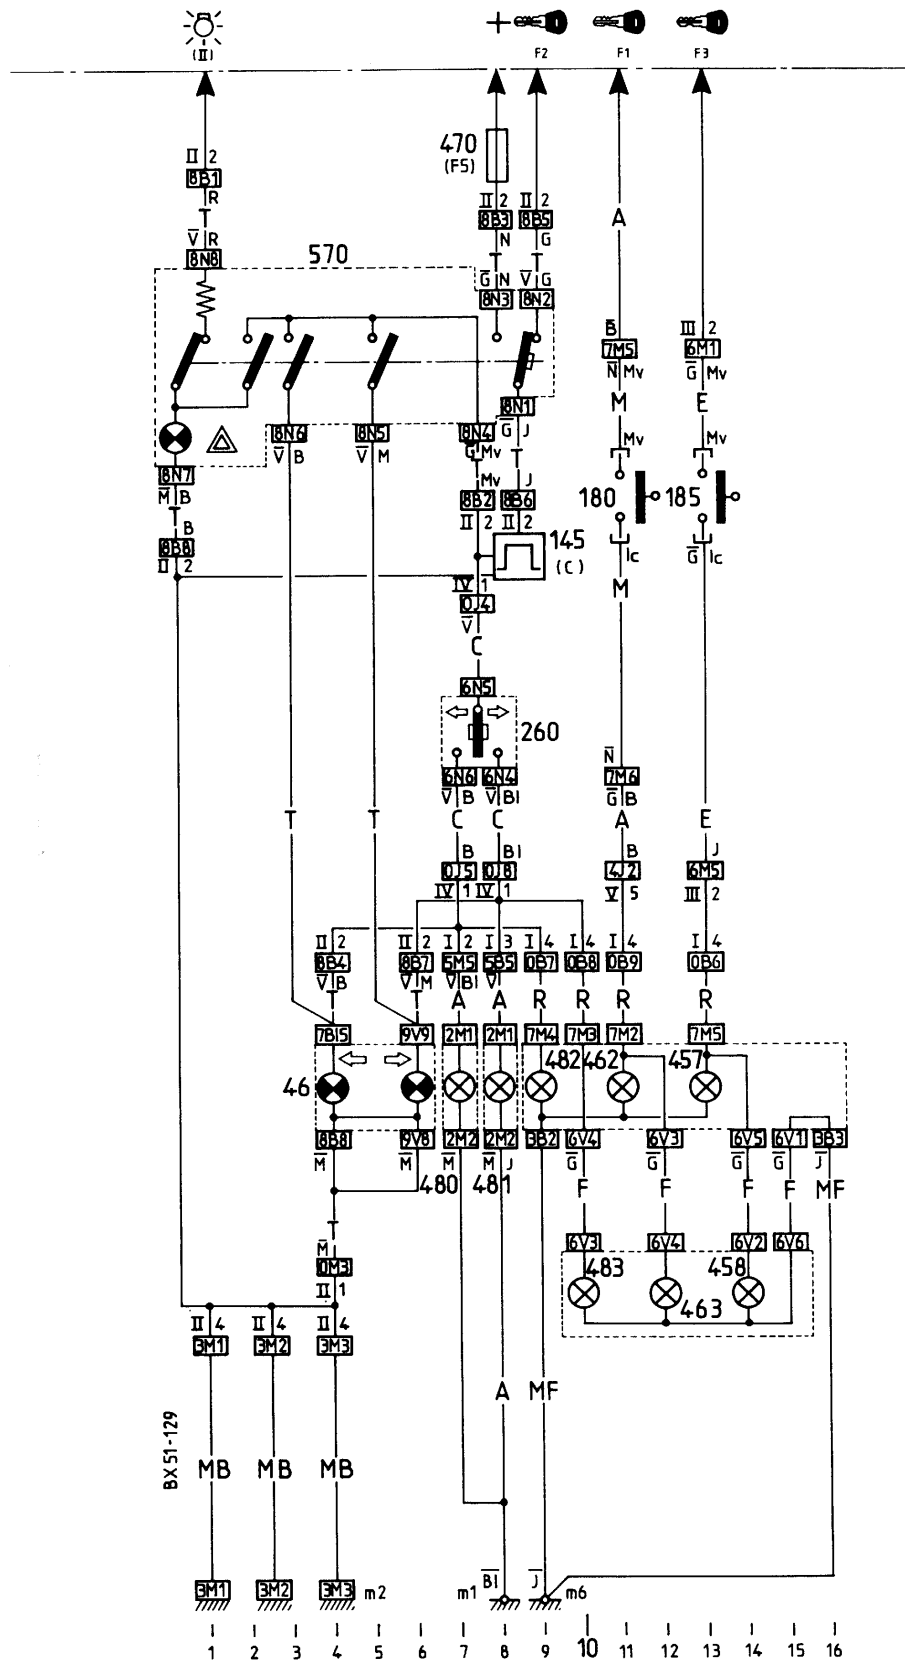 (II)
+
F2
F1
F3
470
(F5)
II 2
8B1
R
T
V̅ R
8N8
570
II 2 II 2
8B3 8B5
N G
T T
G̅ N V̅ G
8N3 8N2
A
B̅ III 2
7M5 6M1
N̅ Mv G̅ Mv
M E
Mv Mv
8N1
G̅ J
8N6 8N5 8N4
V̅ B V̅ M G̅ Mv
T T
Mv J
8N7
M̅ B
T
B
8B8
II 2
8B2 8B6
II 2 II 2
180 185
145
(C)
Ic G̅ Ic
M
IV 1
0J4
V̅
C
6N5
260
6N6 6N4
V̅ B V̅ Bl
N̅
7M6
G̅ B
T T C C A E
B Bl B J
0J5 0J8 4J2 6M5
IV 1 IV 1 V 5 III 2
II 2 II 2 I 2 I 3 I 4 I 4 I 4 I 4
8B4 8B7 5M5 5B5 0B7 0B8 0B9 0B6
V̅ B V̅ M V̅ Bl V̅
T T A A R R R R
7B15 9V9 2M1 2M1 7M4 7M3 7M2 7M5
46 482 462 457
8B8 9V8 2M2 2M2 3B2 6V4 6V3 6V5 6V1 3B3
M̅ M̅ M̅ M̅ J G̅ G̅ G̅ G̅ J̅
480 481 F F F F MF
T
M̅
0M3
II 1
6V3 6V4 6V2 6V6
483 463 458
II 4 II 4 II 4
3M1 3M2 3M3
A MF
BX 51-129
MB MB MB
3M1 3M2 3M3 m2
m1 B̅l̅ J̅ m6
1 2 3 4 5 6 7 8 9 10 11 12 13 14 15 16